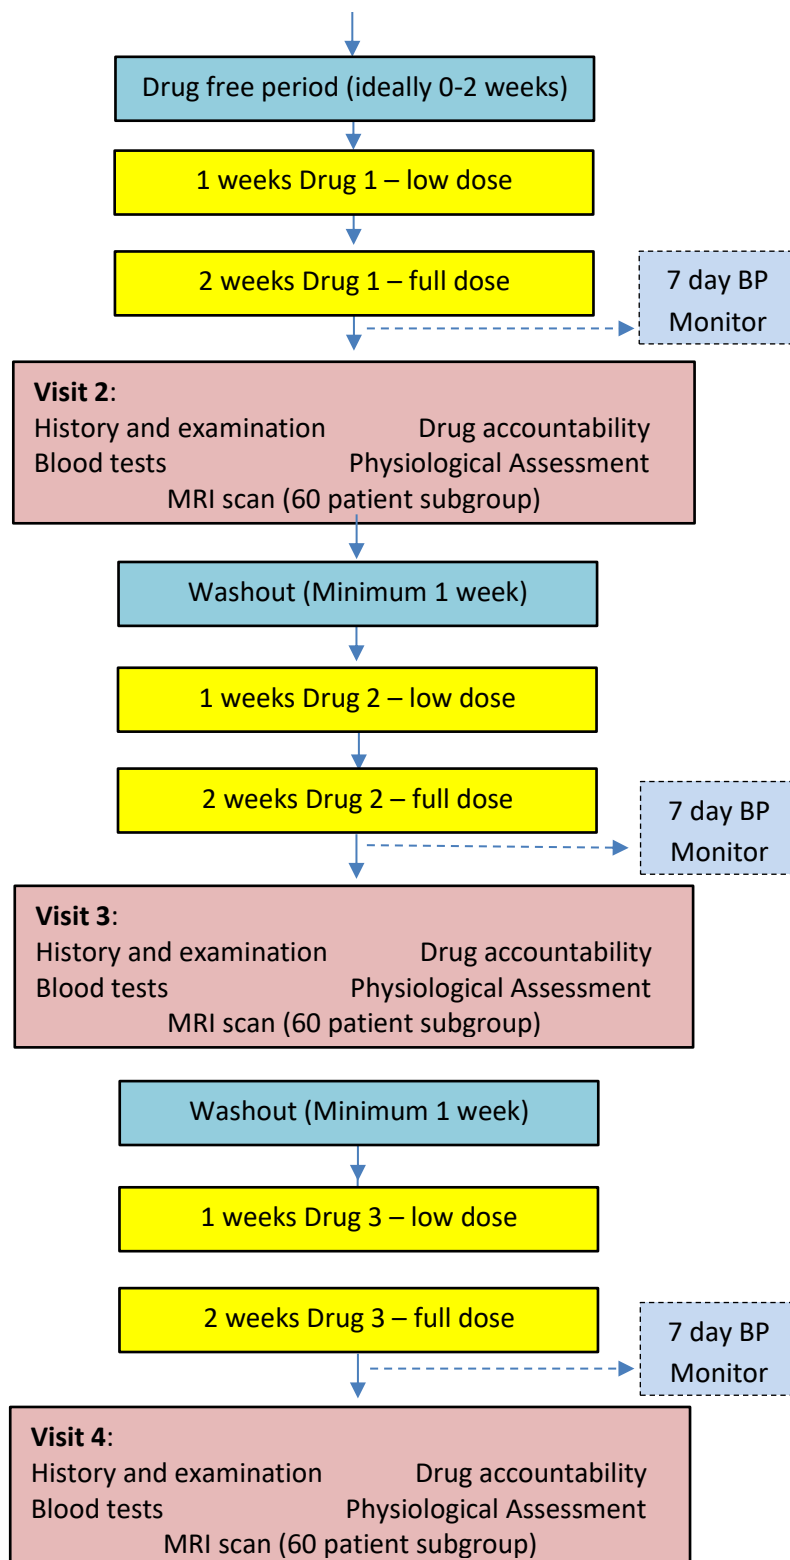 Drug free period (ideally 0-2 weeks)
1 weeks Drug 1 – low dose
2 weeks Drug 1 – full dose
7 day BP
Monitor
Visit 2:
History and examination Drug accountability
Blood tests Physiological Assessment
MRI scan (60 patient subgroup)
Washout (Minimum 1 week)
1 weeks Drug 2 – low dose
2 weeks Drug 2 – full dose
7 day BP
Monitor
Visit 3:
History and examination Drug accountability
Blood tests Physiological Assessment
MRI scan (60 patient subgroup)
Washout (Minimum 1 week)
1 weeks Drug 3 – low dose
2 weeks Drug 3 – full dose
7 day BP
Monitor
Visit 4:
History and examination Drug accountability
Blood tests Physiological Assessment
MRI scan (60 patient subgroup)